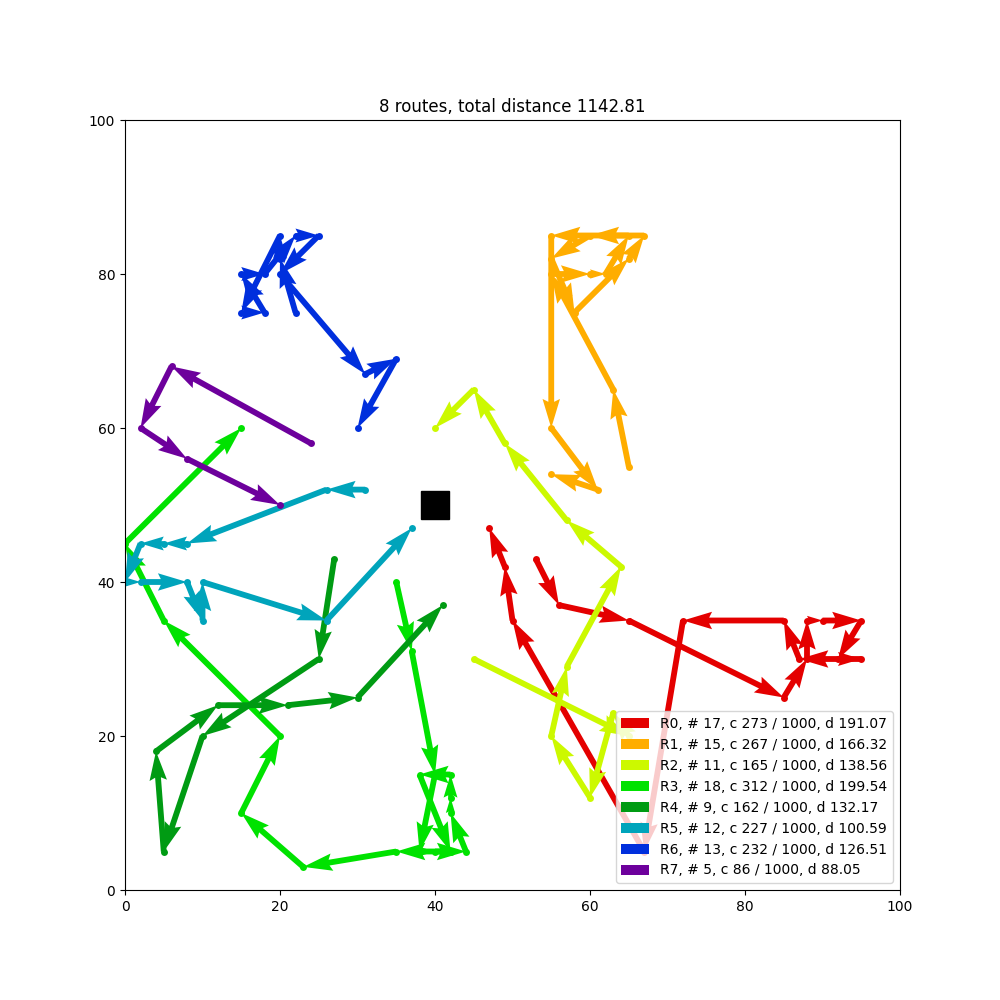 8 routes, total distance 1142.81
100
80
60
40
20
0
0 20 40 60 80 100
R0, # 17, c 273 / 1000, d 191.07
R1, # 15, c 267 / 1000, d 166.32
R2, # 11, c 165 / 1000, d 138.56
R3, # 18, c 312 / 1000, d 199.54
R4, # 9, c 162 / 1000, d 132.17
R5, # 12, c 227 / 1000, d 100.59
R6, # 13, c 232 / 1000, d 126.51
R7, # 5, c 86 / 1000, d 88.05